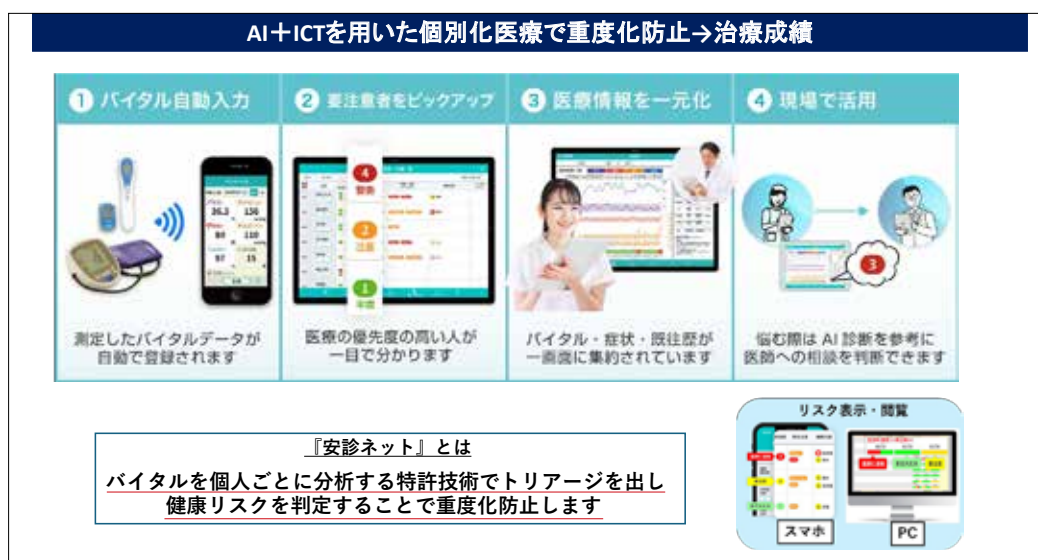 AI＋ICTを用いた個別化医療で重度化防止→治療成績
1 バイタル自動入力
2 要注意者をピックアップ
3 医療情報を一元化
4 現場で活用
36.3 136
80 110
97 15
4
警告
2
注意
1
3
測定したバイタルデータが
自動で登録されます
医療の優先度の高い人が
一目で分かります
バイタル・症状・既往歴が
一画面に集約されています
悩む際は AI 診断を参考に
医師への相談を判断できます
『安診ネット』とは
バイタルを個人ごとに分析する特許技術でトリアージを出し
健康リスクを判定することで重度化防止します
リスク表示・閲覧
スマホ
PC